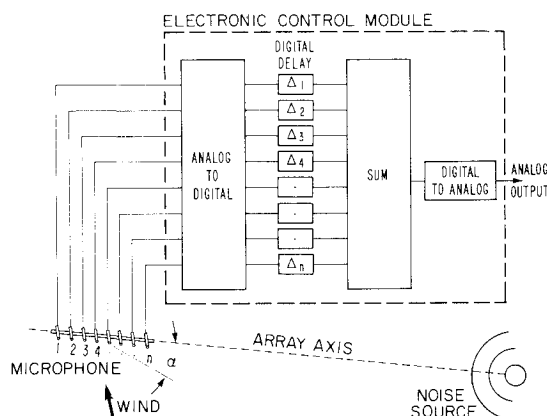 ELECTRONIC CONTROL MODULE
DIGITAL
DELAY
ANALOG
TO
DIGITAL
Δ1
Δ2
Δ3
Δ4
.
.
.
Δn
SUM
DIGITAL
TO ANALOG
ANALOG
OUTPUT
1 2 3 4 n
α
ARRAY AXIS
MICROPHONE
WIND
NOISE
SOURCE